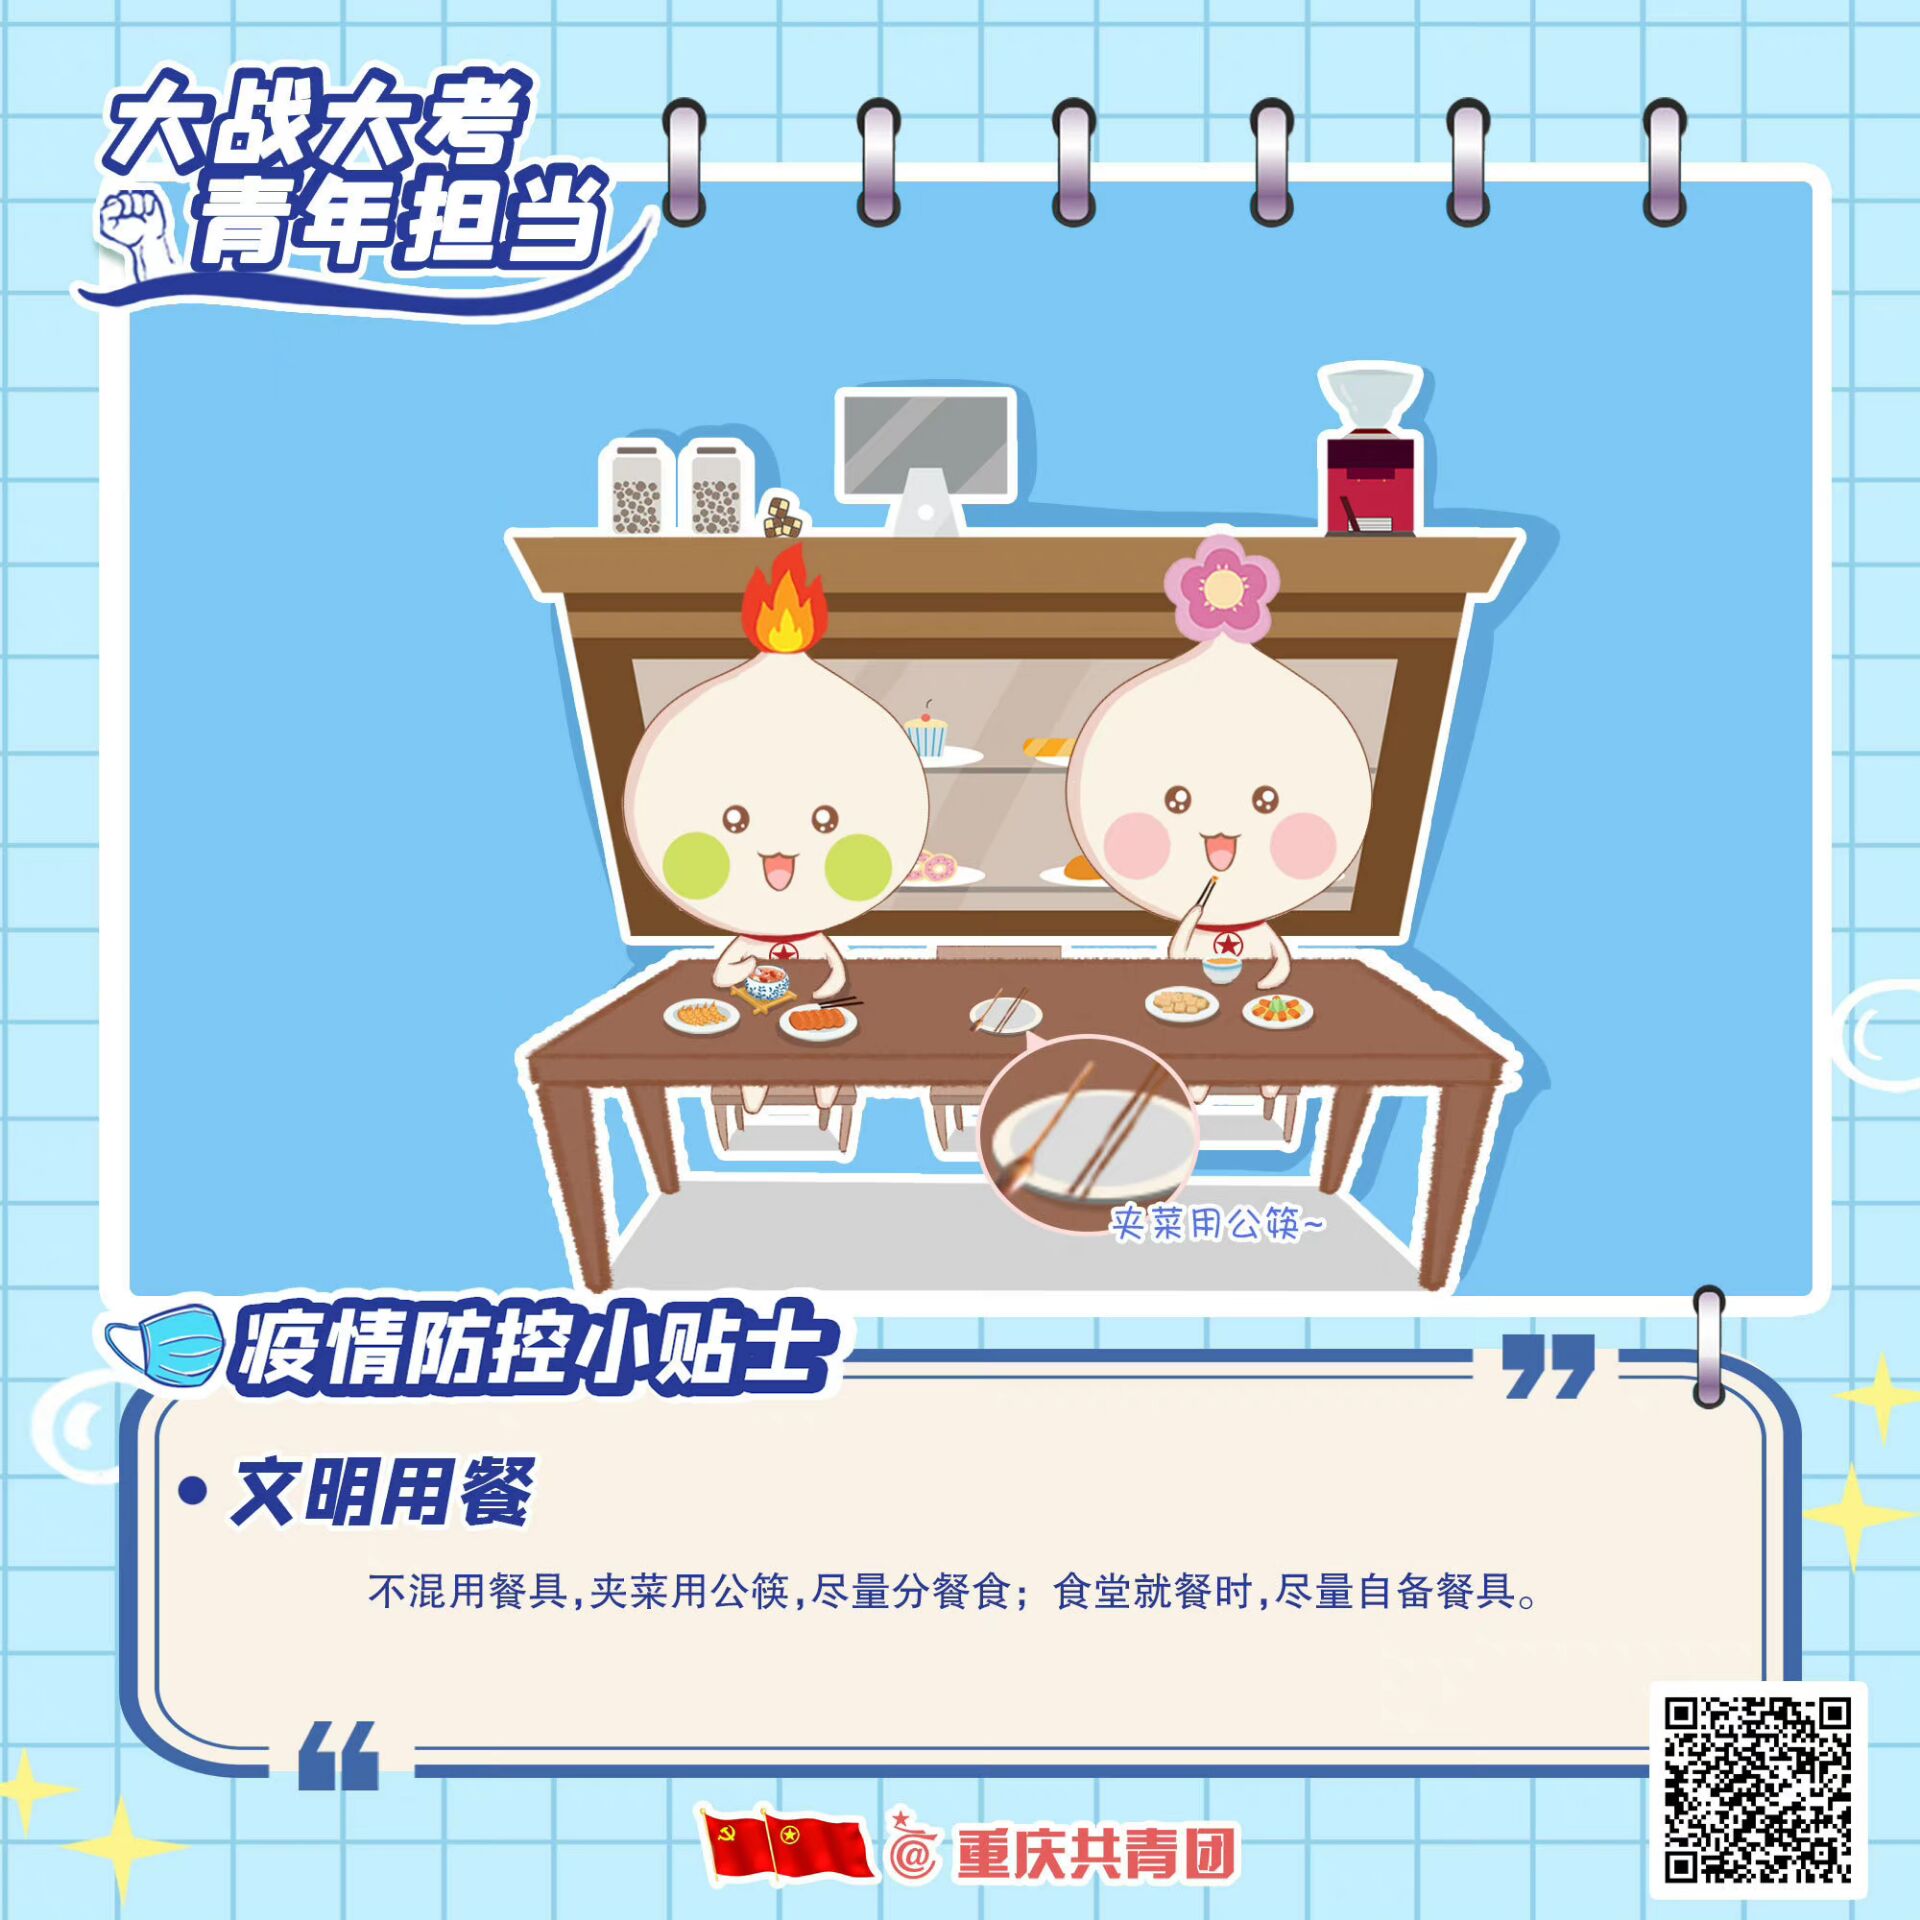 大战大考
青年担当
夹菜用公筷~
疫情防控小贴士
• 文明用餐
不混用餐具,夹菜用公筷,尽量分餐食；食堂就餐时,尽量自备餐具。
@重庆共青团